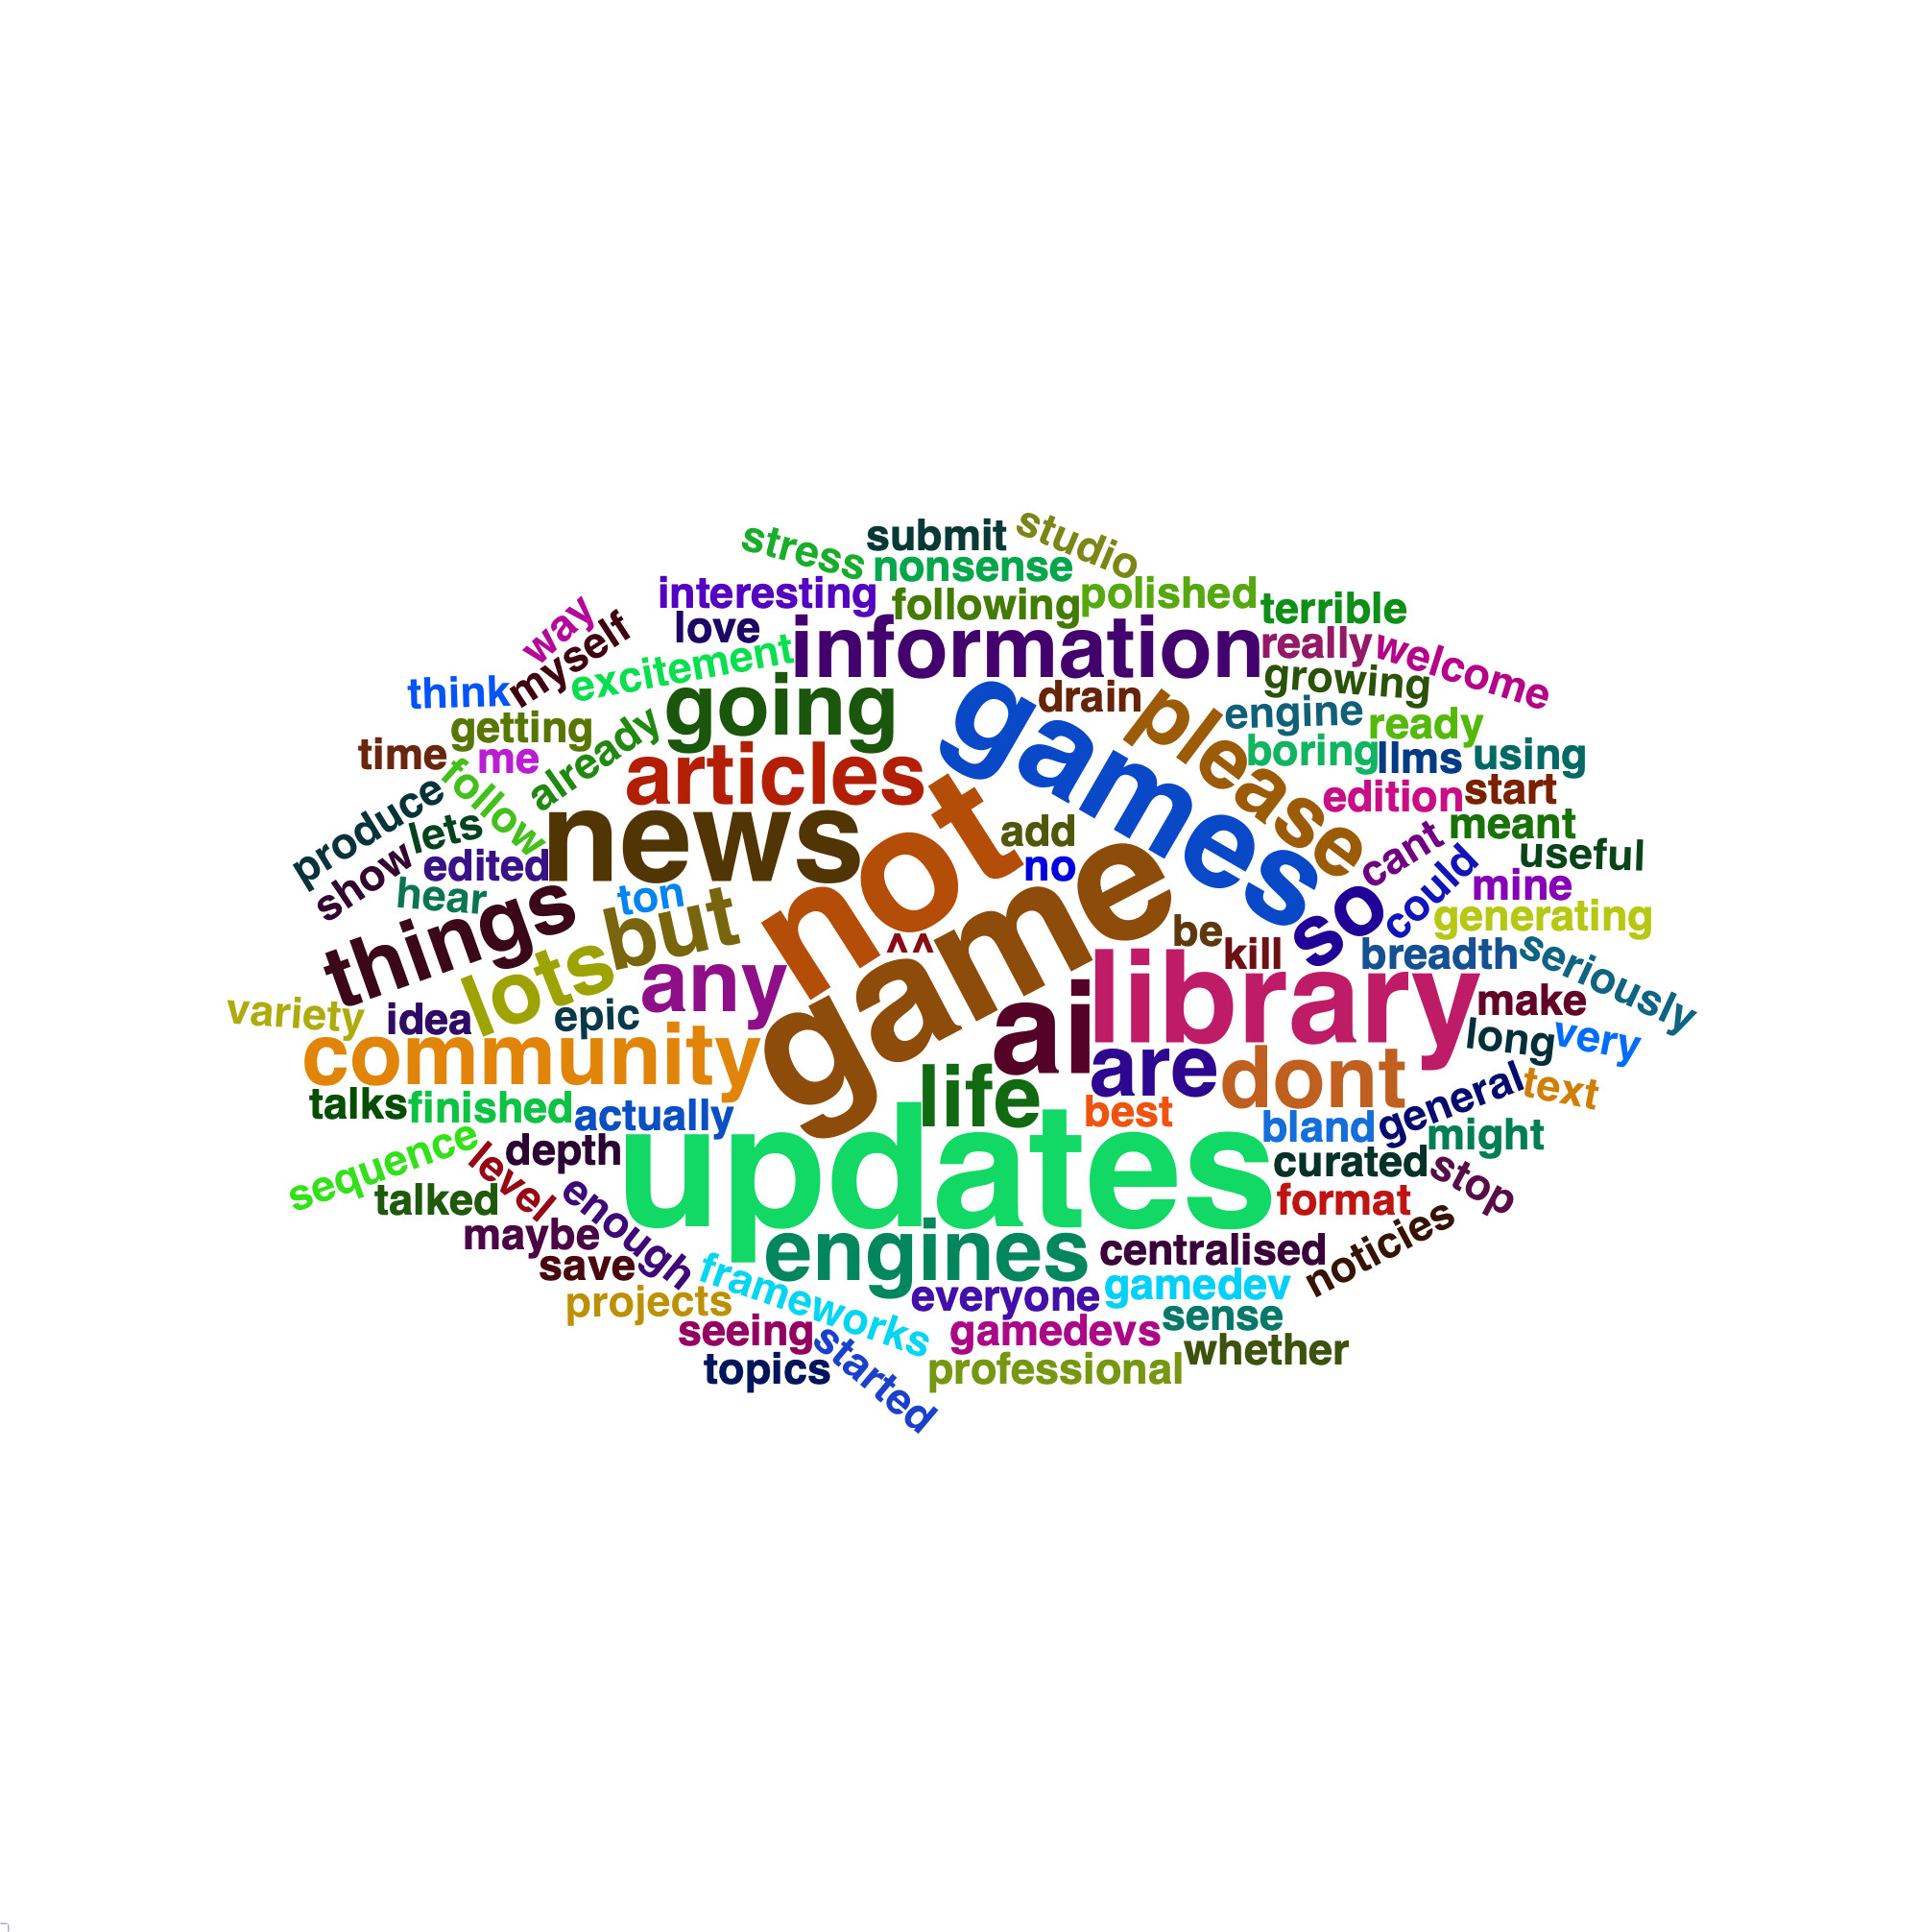 stress
submit
studio
nonsense
interesting
following
polished
terrible
way
myself
love
information
really
welcome
think
excitement
going
games
drain
growing
please
engine
ready
getting
already
time
me
articles
boring
llms
using
follow
edition
start
produce
lets
news
not
add
cant
meant
show
edited
no
so
could
useful
mine
hear
ton
generating
things
but
^^
game
be
kill
breadth
seriously
lots
any
library
ai
variety
idea
epic
make
community
long
very
life
are
dont
talks
finished
actually
best
general
text
updates
bland
might
sequence
level
depth
curated
stop
talked
enough
format
maybe
engines
centralised
noticies
save
frameworks
gamedev
projects
everyone
sense
seeing
started
gamedevs
whether
topics
professional